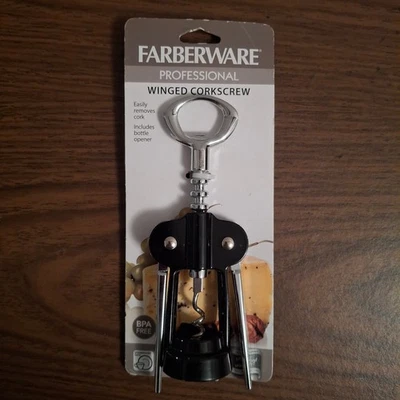 FARBERWARE®
PROFESSIONAL
WINGED CORKSCREW
Easily
removes
cork
Includes
bottle
opener
BPA
FREE